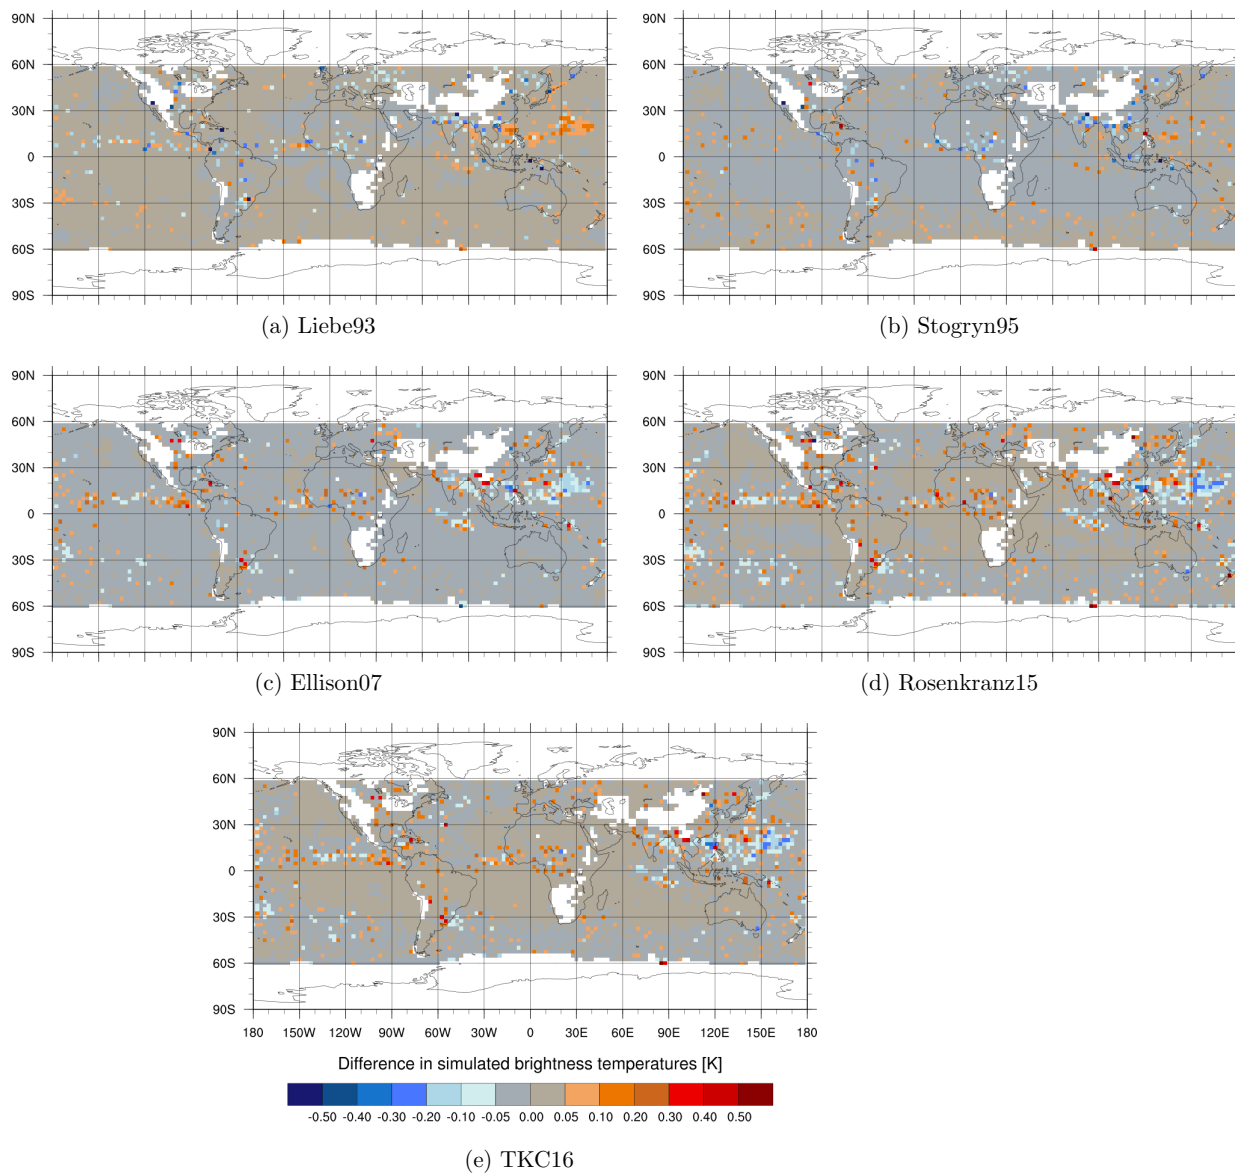 90N
60N
30N
0
30S
60S
90S
(a) Liebe93
90N
60N
30N
0
30S
60S
90S
(b) Stogryn95
90N
60N
30N
0
30S
60S
90S
(c) Ellison07
90N
60N
30N
0
30S
60S
90S
(d) Rosenkranz15
90N
60N
30N
0
30S
60S
90S
180 150W 120W 90W 60W 30W 0 30E 60E 90E 120E 150E 180
Difference in simulated brightness temperatures [K]
-0.50 -0.40 -0.30 -0.20 -0.10 -0.05 0.00 0.05 0.10 0.20 0.30 0.40 0.50
(e) TKC16